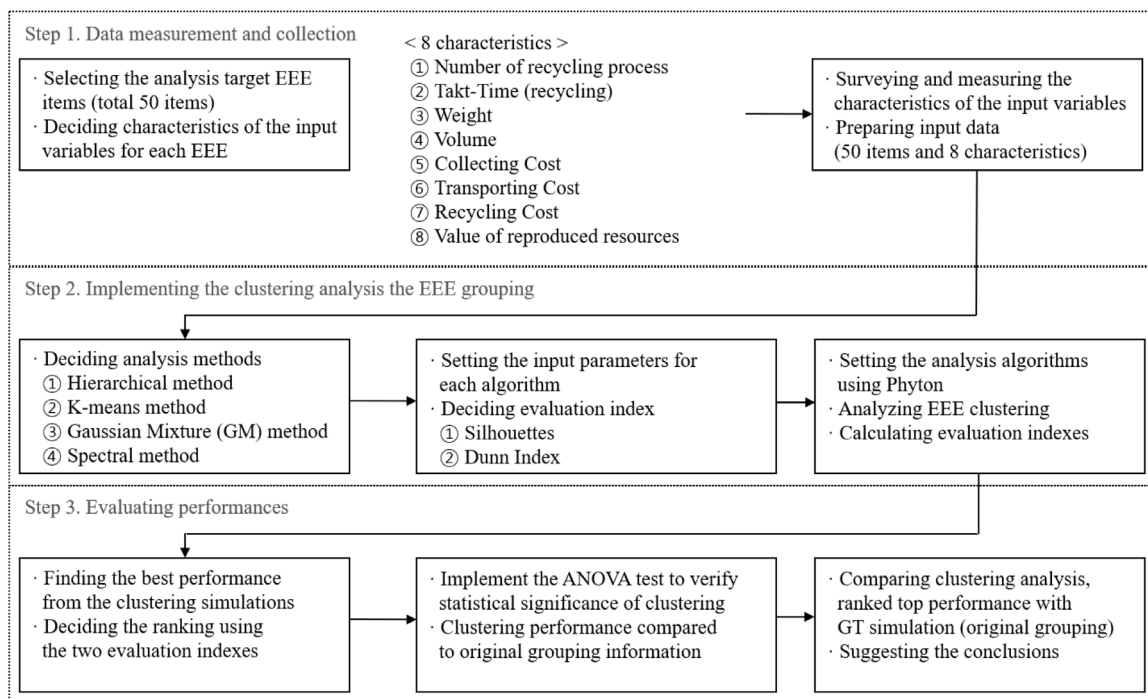 Step 1. Data measurement and collection
· Selecting the analysis target EEE
items (total 50 items)
· Deciding characteristics of the input
variables for each EEE
< 8 characteristics >
① Number of recycling process
② Takt-Time (recycling)
③ Weight
④ Volume
⑤ Collecting Cost
⑥ Transporting Cost
⑦ Recycling Cost
⑧ Value of reproduced resources
· Surveying and measuring the
characteristics of the input variables
· Preparing input data
(50 items and 8 characteristics)
Step 2. Implementing the clustering analysis the EEE grouping
· Deciding analysis methods
① Hierarchical method
② K-means method
③ Gaussian Mixture (GM) method
④ Spectral method
· Setting the input parameters for
each algorithm
· Deciding evaluation index
① Silhouettes
② Dunn Index
· Setting the analysis algorithms
using Phyton
· Analyzing EEE clustering
· Calculating evaluation indexes
Step 3. Evaluating performances
· Finding the best performance
from the clustering simulations
· Deciding the ranking using
the two evaluation indexes
· Implement the ANOVA test to verify
statistical significance of clustering
· Clustering performance compared
to original grouping information
· Comparing clustering analysis,
ranked top performance with
GT simulation (original grouping)
· Suggesting the conclusions